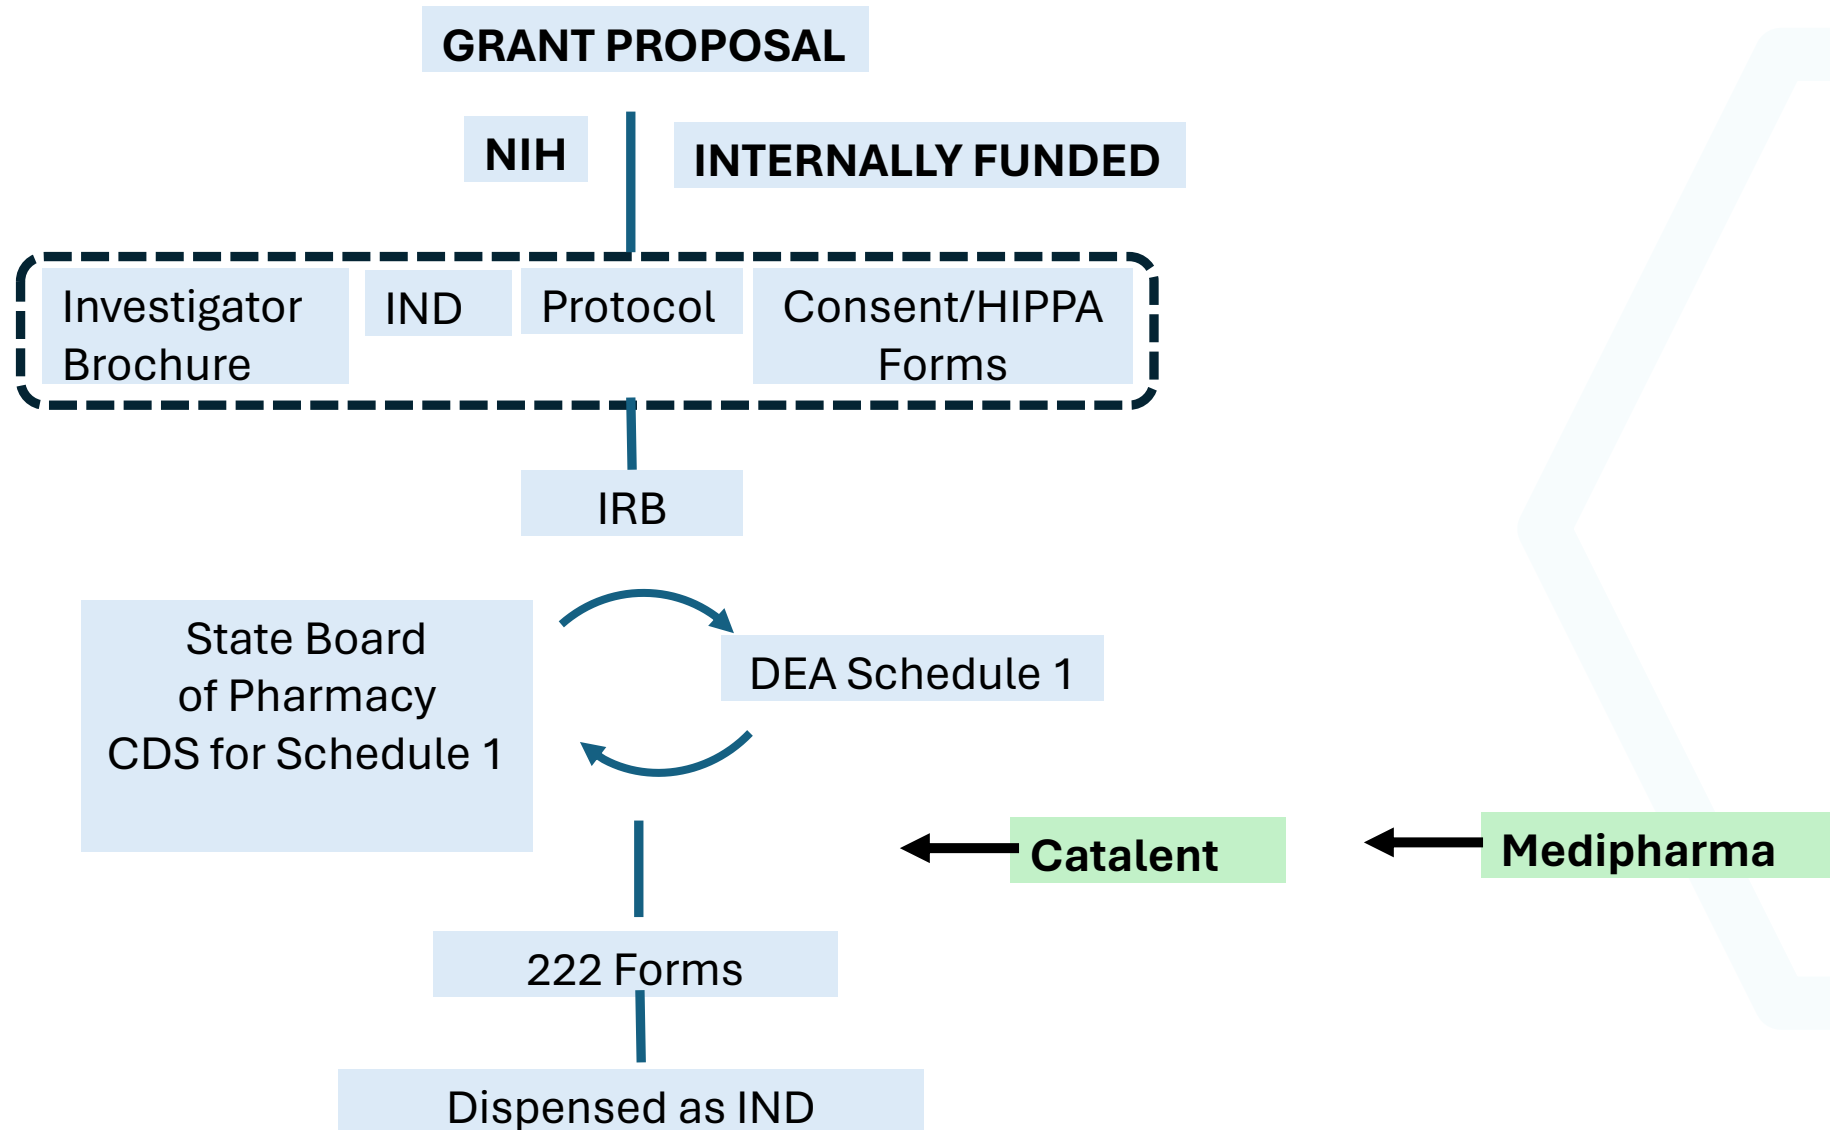 GRANT PROPOSAL
NIH
INTERNALLY FUNDED
Investigator
Brochure
IND
Protocol
Consent/HIPPA
Forms
IRB
State Board
of Pharmacy
CDS for Schedule 1
DEA Schedule 1
Catalent
Medipharma
222 Forms
Dispensed as IND